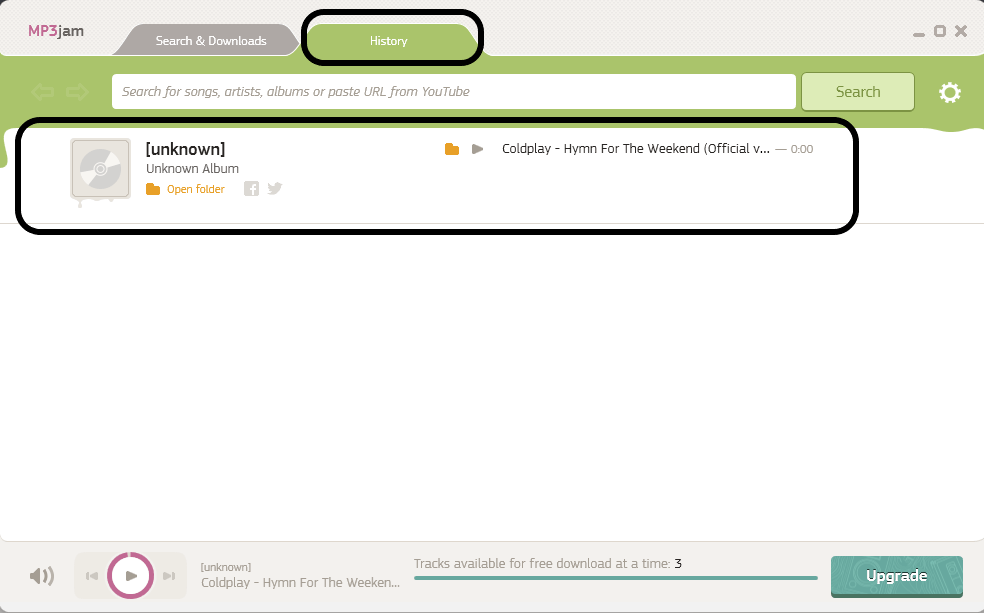 MP3jam
Search & Downloads
History
Search for songs, artists, albums or paste URL from YouTube
Search
[unknown]
Unknown Album
Open folder
Coldplay - Hymn For The Weekend (Official v... — 0:00
[unknown]
Coldplay - Hymn For The Weeken...
Tracks available for free download at a time: 3
Upgrade